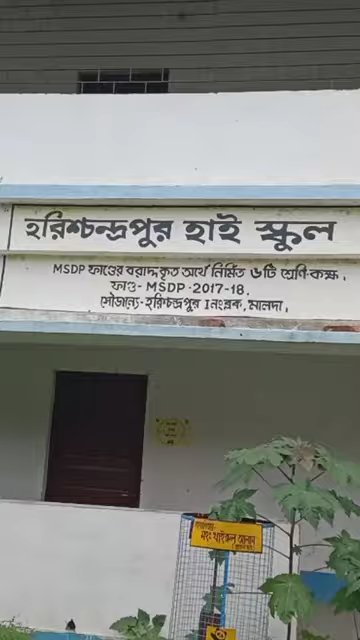 হরিশ্চন্দ্রপুর হাই স্কুল
MSDP ফান্ডের বরাদ্দকৃত অর্থে নির্মিত ৬টি শ্রেণি-কক্ষ,
ফাণ্ড - MSDP - 2017-18,
সৌজন্যে - হরিশ্চন্দ্রপুর 1নং ব্লক, মালদা,